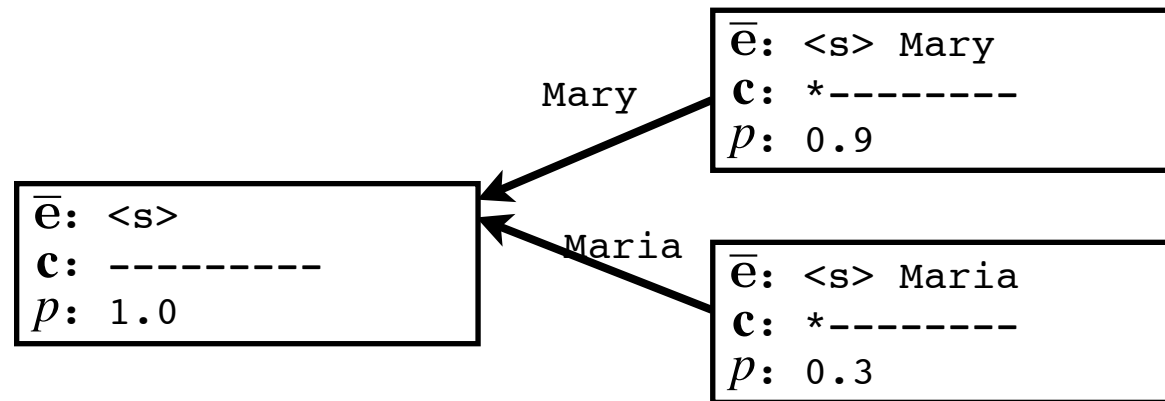 e̅: <s> Mary
c: *--------
p: 0.9
Mary
e̅: <s>
c: ---------
p: 1.0
Maria
e̅: <s> Maria
c: *--------
p: 0.3